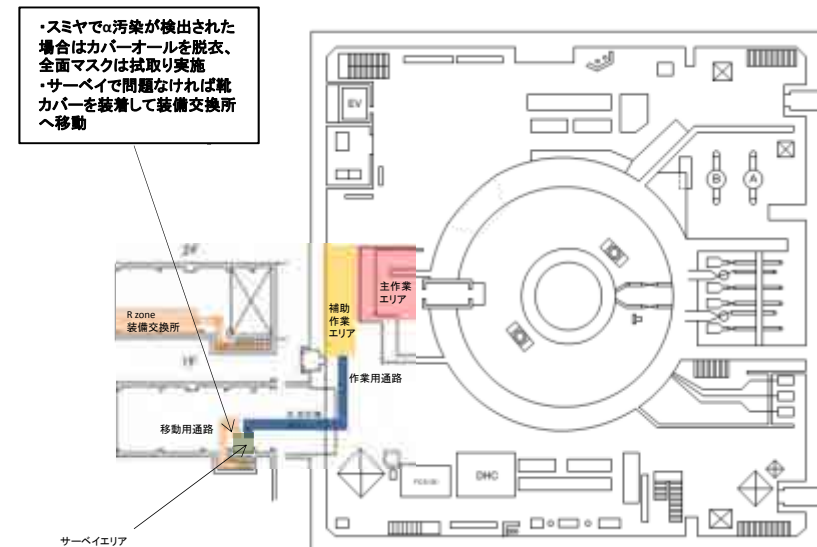 ・スミヤでα汚染が検出された
場合はカバーオールを脱衣、
全面マスクは拭取り実施
・サーベイで問題なければ靴
カバーを装着して装備交換所
へ移動
EV
B
A
2F
主作業
エリア
R zone
装備交換所
補助
作業
エリア
1F
作業用通路
移動用通路
DHC
サーベイエリア